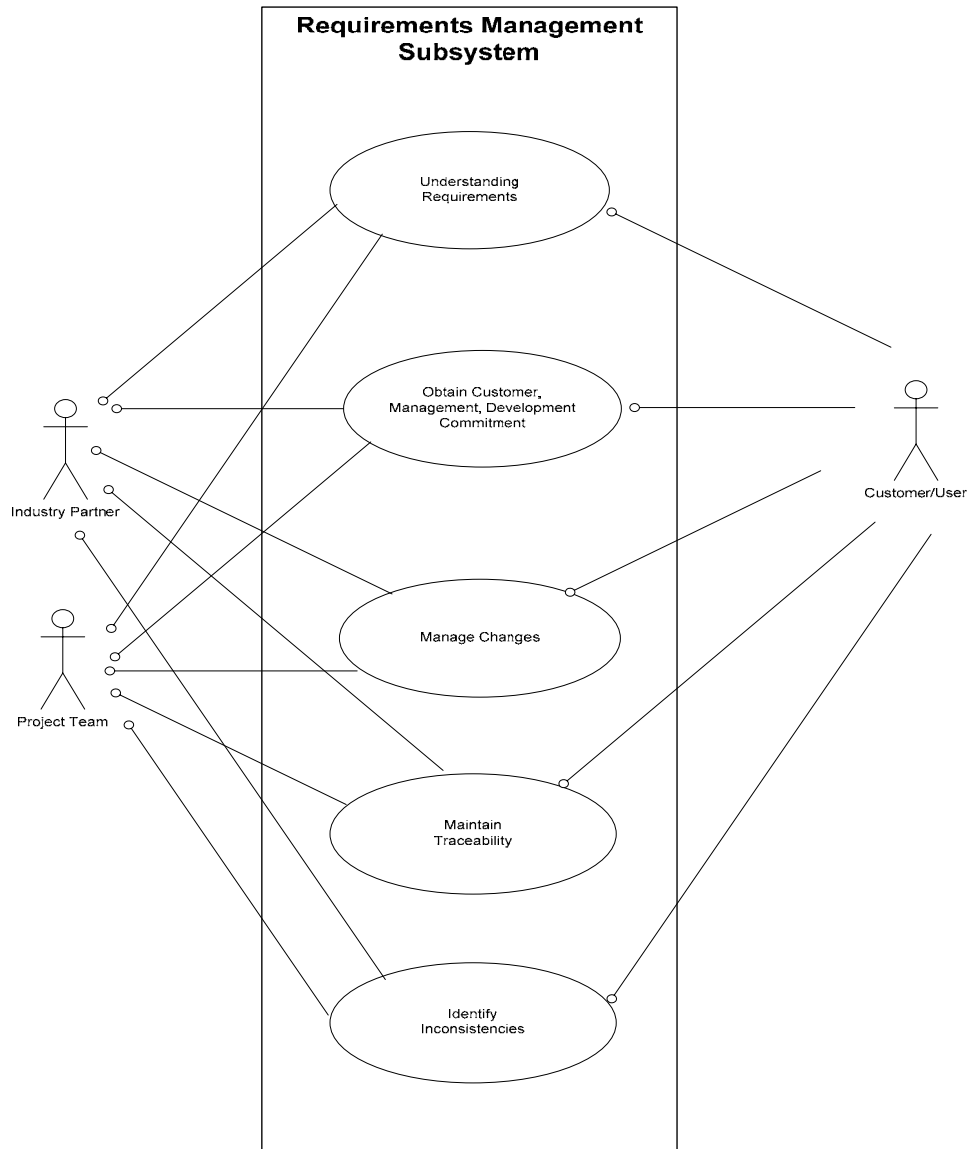 Requirements Management
Subsystem
Understanding
Requirements
Obtain Customer,
Management, Development
Commitment
Industry Partner
Customer/User
Manage Changes
Project Team
Maintain
Traceability
Identify
Inconsistencies